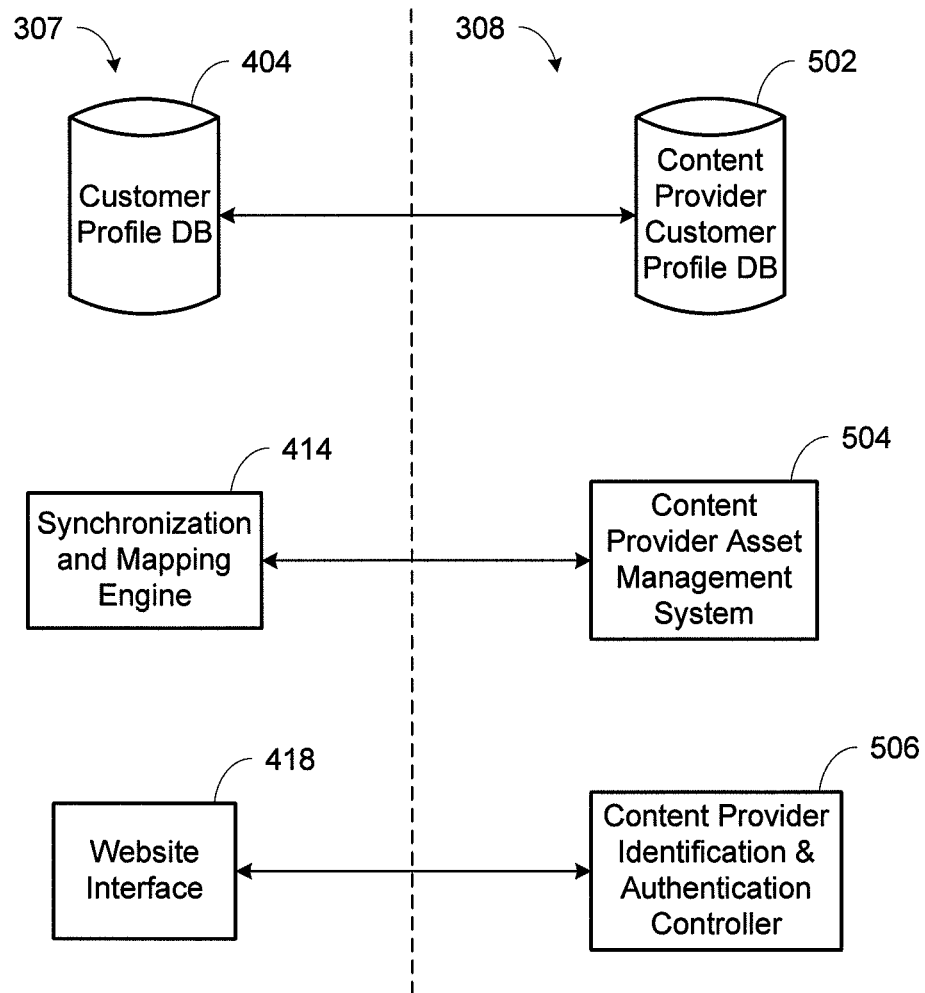 307
308
404
502
Customer
Profile DB
Content
Provider
Customer
Profile DB
414
504
Synchronization
and Mapping
Engine
Content
Provider Asset
Management
System
418
506
Website
Interface
Content Provider
Identification &
Authentication
Controller